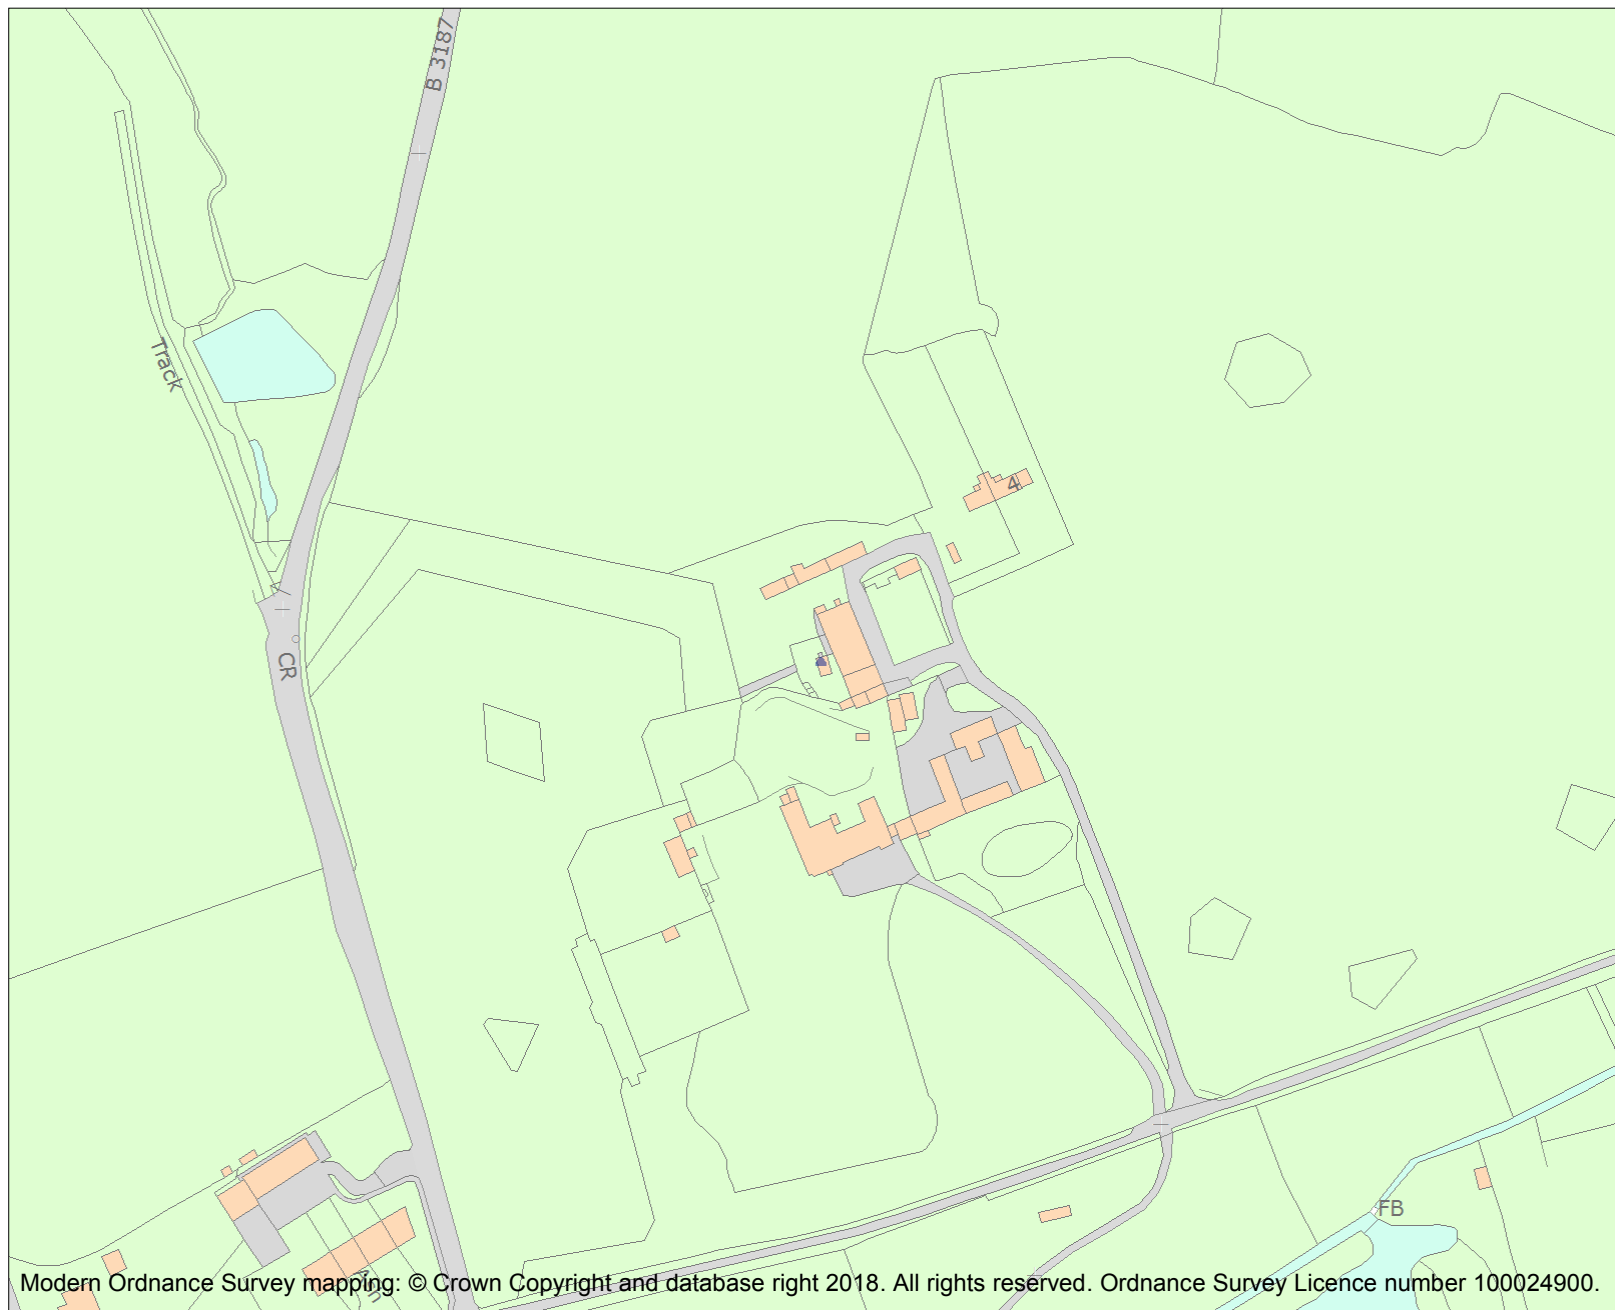 B 3187
Track
4
CR
FB
Modern Ordnance Survey mapping: © Crown Copyright and database right 2018. All rights reserved. Ordnance Survey Licence number 100024900.